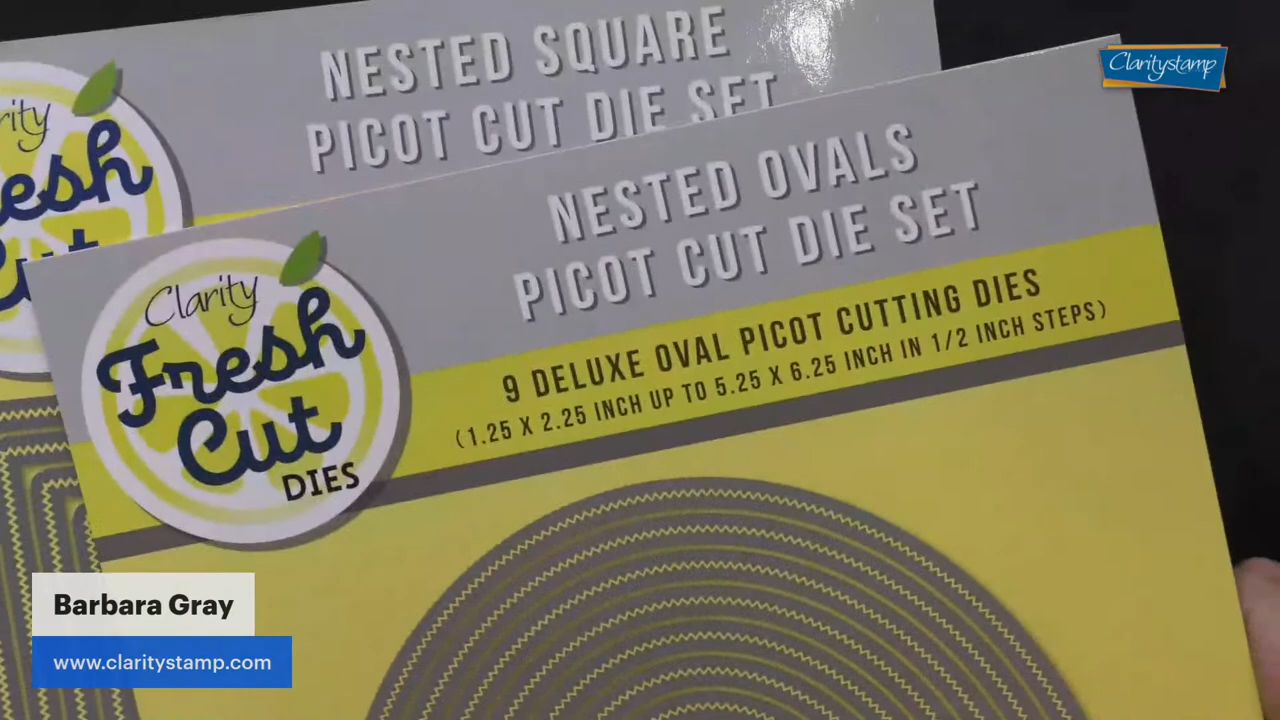 Claritystamp
NESTED SQUARE
PICOT CUT DIE SET
NESTED OVALS
PICOT CUT DIE SET
9 DELUXE OVAL PICOT CUTTING DIES
(1.25 X 2.25 INCH UP TO 5.25 X 6.25 INCH IN 1/2 INCH STEPS)
Clarity
Fresh
Cut
DIES
Barbara Gray
www.claritystamp.com